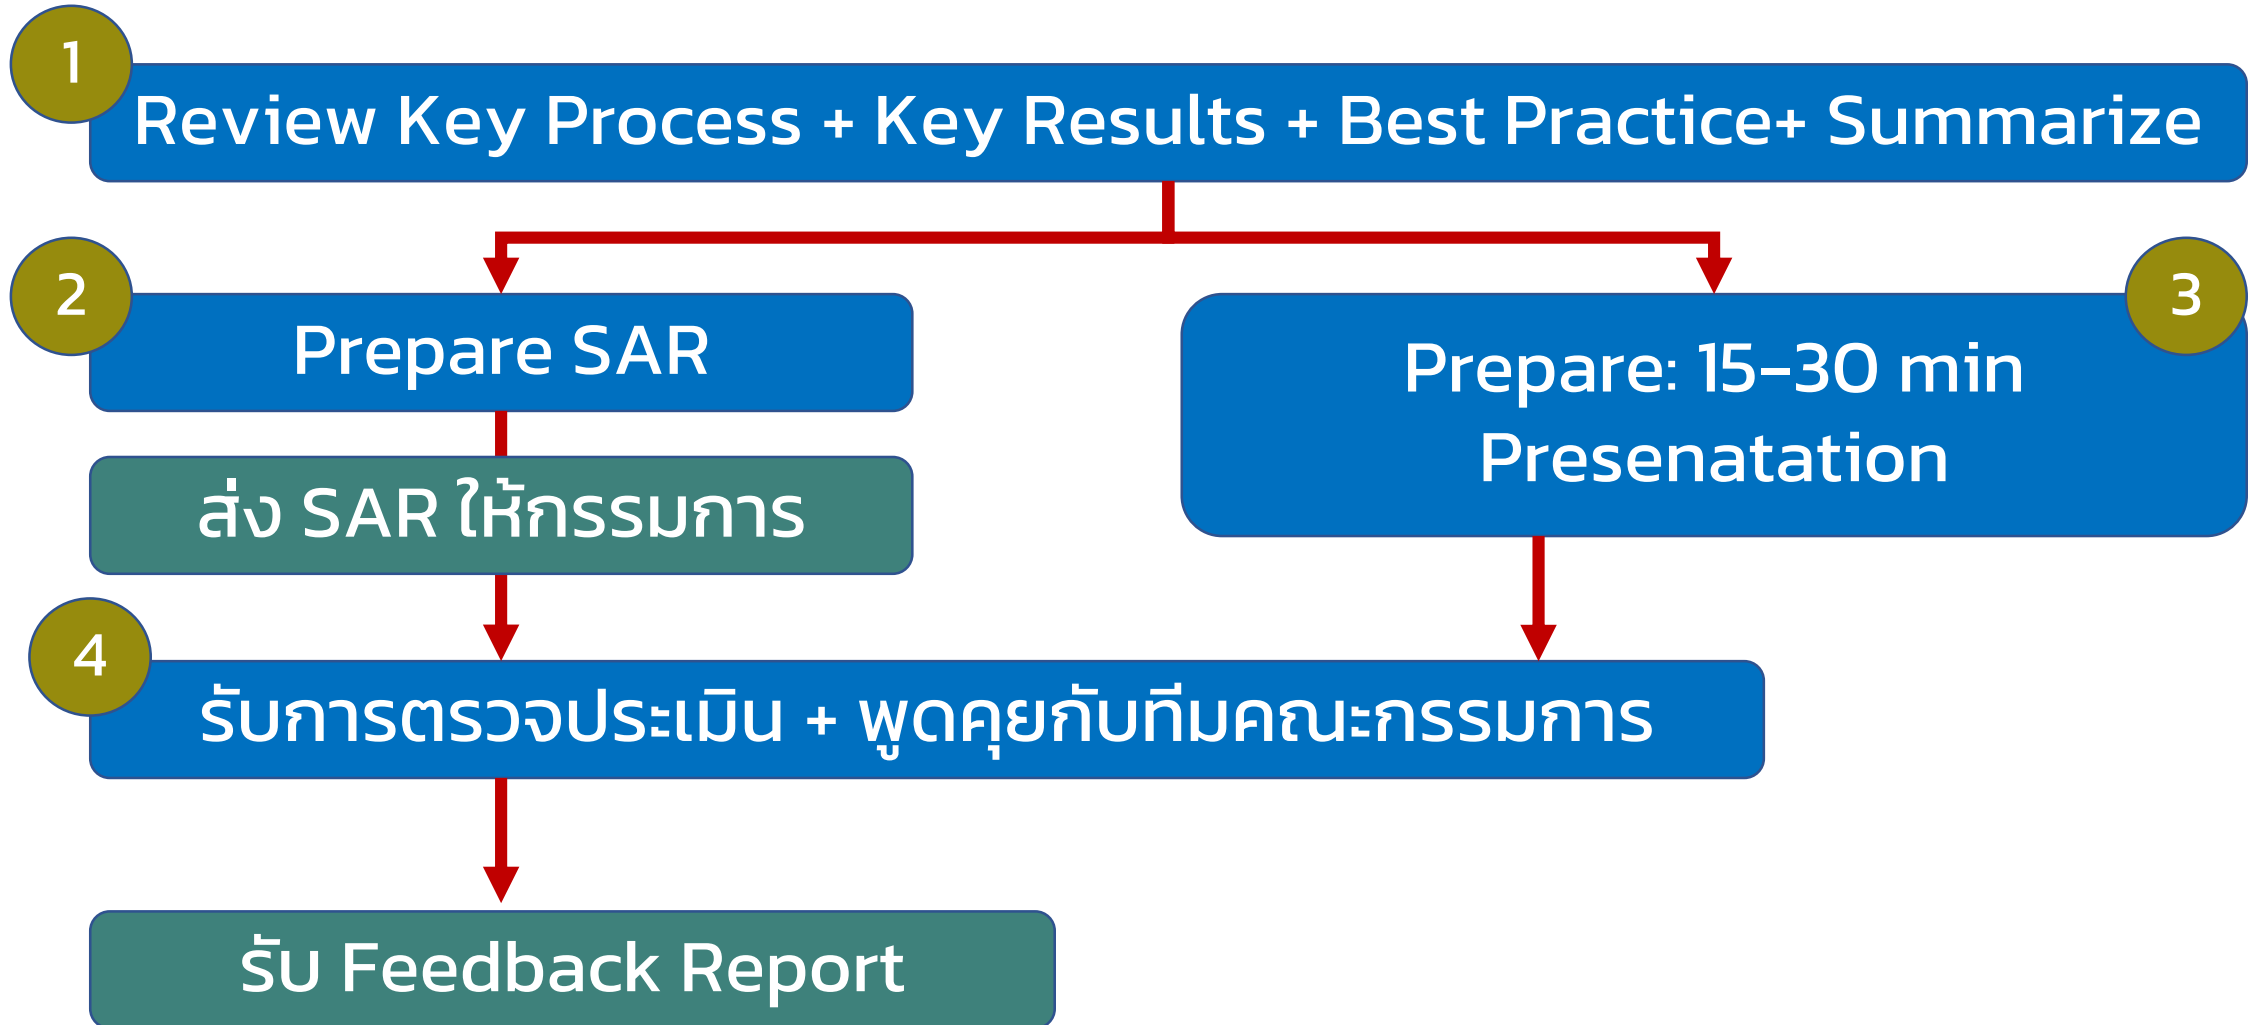 1
Review Key Process + Key Results + Best Practice+ Summarize
2
Prepare SAR
3
Prepare: 15-30 min
Presenatation
ส่ง SAR ให้กรรมการ
4
รับการตรวจประเมิน + พูดคุยกับทีมคณะกรรมการ
รับ Feedback Report